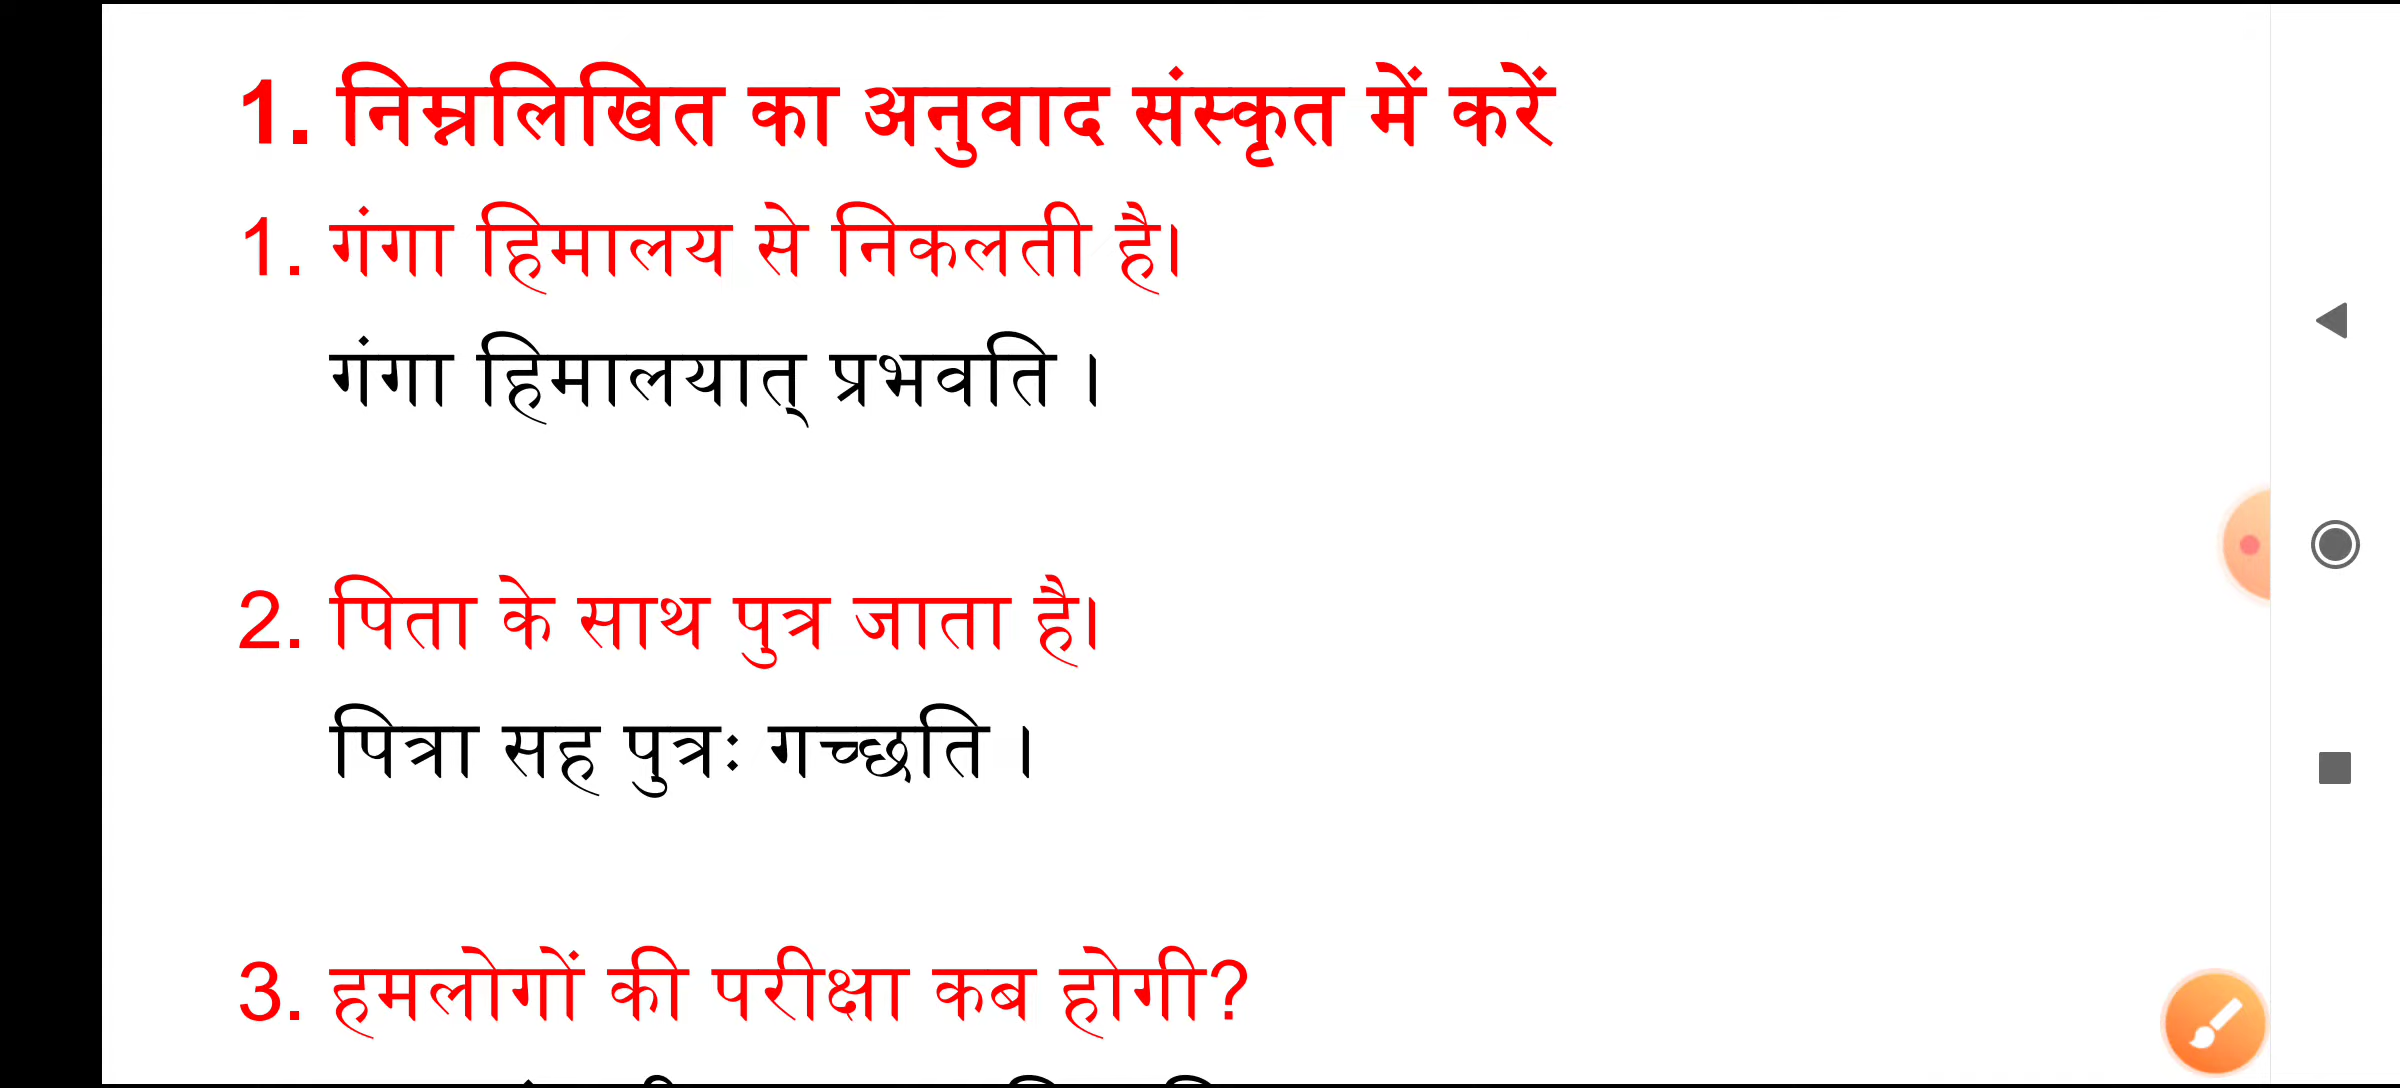 1. निम्नलिखित का अनुवाद संस्कृत में करें
1. गंगा हिमालय से निकलती है।
गंगा हिमालयात् प्रभवति ।
2. पिता के साथ पुत्र जाता है।
पित्रा सह पुत्रः गच्छति ।
3. हमलोगों की परीक्षा कब होगी?